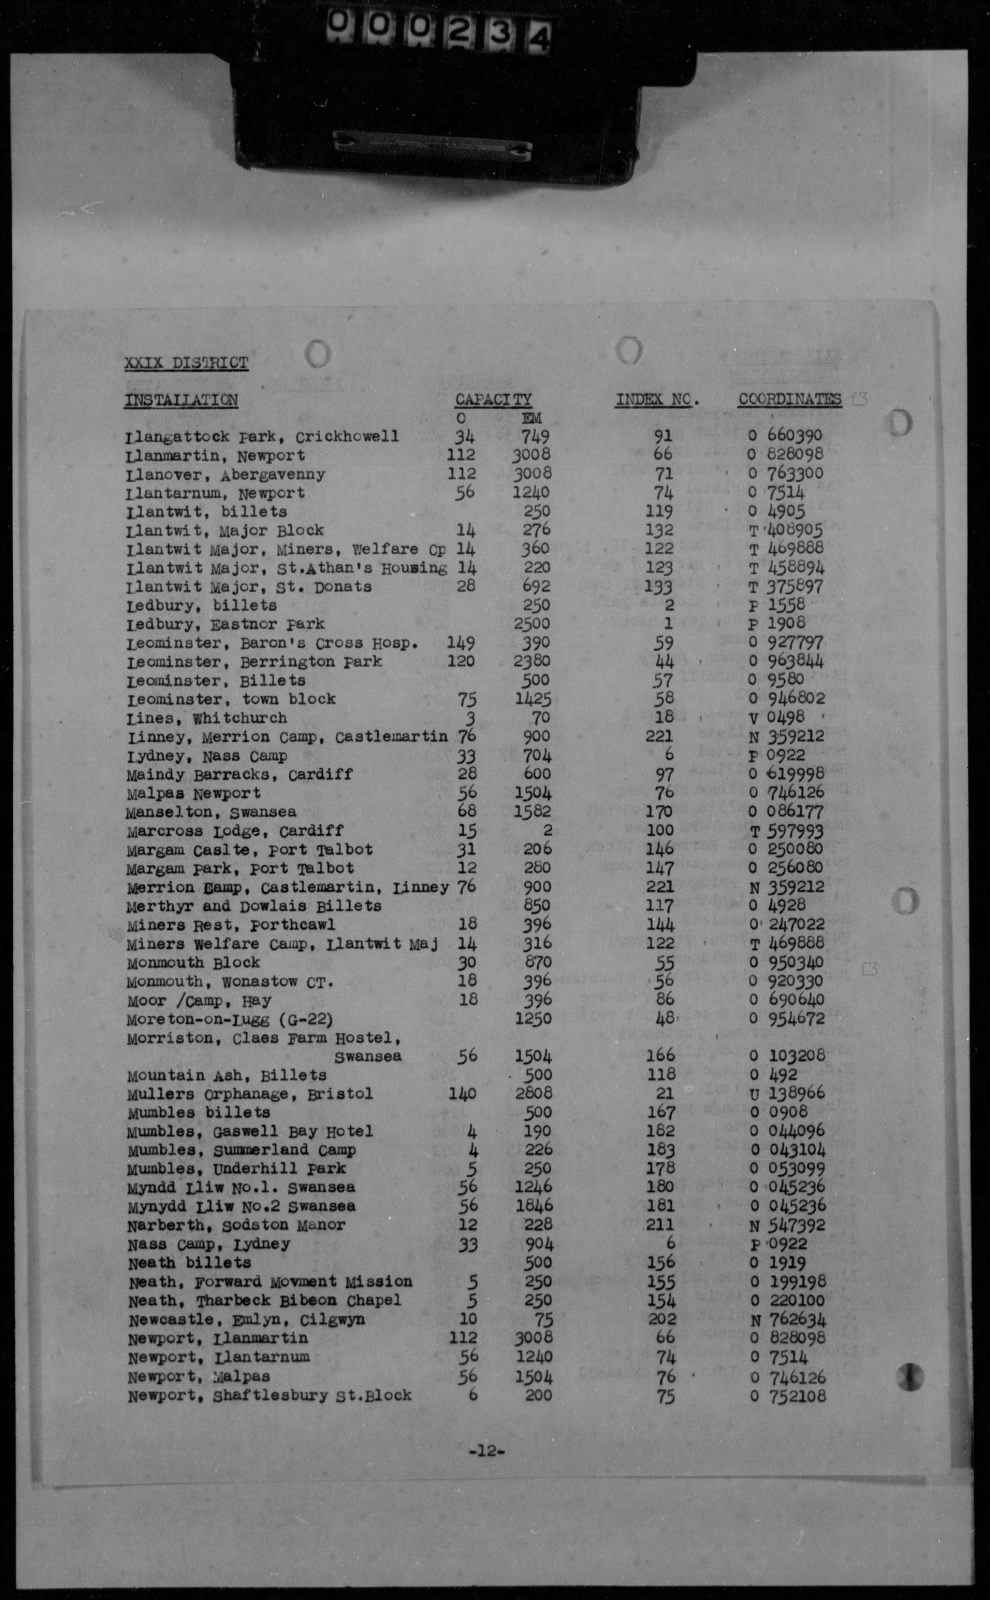 000234
XXIX DISTRICT
INSTALLATION CAPACITY INDEX NO. COORDINATES
O EM
Llangattock Park, Crickhowell 34 749 91 O 660390
Llanmartin, Newport 112 3008 66 O 828098
Llanover, Abergavenny 112 3008 71 O 763300
Llantarnum, Newport 56 1240 74 O 7514
Llantwit, billets 250 119 O 4905
Llantwit, Major Block 14 276 132 T 408905
Llantwit Major, Miners, Welfare Cp 14 360 122 T 469888
Llantwit Major, St.Athan's Housing 14 220 123 T 458894
Llantwit Major, St. Donats 28 692 133 T 375897
Ledbury, billets 250 2 P 1558
Ledbury, Eastnor Park 2500 1 P 1908
Leominster, Baron's Cross Hosp. 149 390 59 O 927797
Leominster, Berrington Park 120 2380 44 O 963844
Leominster, Billets 500 57 O 9580
Leominster, town block 75 1425 58 O 946802
Lines, Whitchurch 3 70 18 V 0498
Linney, Merrion Camp, Castlemartin 76 900 221 N 359212
Lydney, Nass Camp 33 704 6 P 0922
Maindy Barracks, Cardiff 28 600 97 O 619998
Malpas Newport 56 1504 76 O 746126
Manselton, Swansea 68 1582 170 O 086177
Marcross Lodge, Cardiff 15 2 100 T 597993
Margam Caslte, Port Talbot 31 206 146 O 250080
Margam Park, Port Talbot 12 280 147 O 256080
Merrion Camp, Castlemartin, Linney 76 900 221 N 359212
Merthyr and Dowlais Billets 850 117 O 4928
Miners Rest, Porthcawl 18 396 144 O 247022
Miners Welfare Camp, Llantwit Maj 14 316 122 T 469888
Monmouth Block 30 870 55 O 950340
Monmouth, Wonastow CT. 18 396 56 O 920330
Moor /Camp, Hay 18 396 86 O 690640
Moreton-on-Lugg (G-22) 1250 48 O 954672
Morriston, Claes Farm Hostel,
Swansea 56 1504 166 O 103208
Mountain Ash, Billets 500 118 O 492
Mullers Orphanage, Bristol 140 2808 21 U 138966
Mumbles billets 500 167 O 0908
Mumbles, Gaswell Bay Hotel 4 190 182 O 044096
Mumbles, Summerland Camp 4 226 183 O 043104
Mumbles, Underhill Park 5 250 178 O 053099
Myndd Lliw No.1. Swansea 56 1246 180 O 045236
Mynydd Lliw No.2 Swansea 56 1846 181 O 045236
Narberth, Sodston Manor 12 228 211 N 547392
Nass Camp, Lydney 33 904 6 P 0922
Neath billets 500 156 O 1919
Neath, Forward Movment Mission 5 250 155 O 199198
Neath, Tharbeck Bibeon Chapel 5 250 154 O 220100
Newcastle, Emlyn, Cilgwyn 10 75 202 N 762634
Newport, Llanmartin 112 3008 66 O 828098
Newport, Llantarnum 56 1240 74 O 7514
Newport, Malpas 56 1504 76 O 746126
Newport, Shaftlesbury St.Block 6 200 75 O 752108
-12-